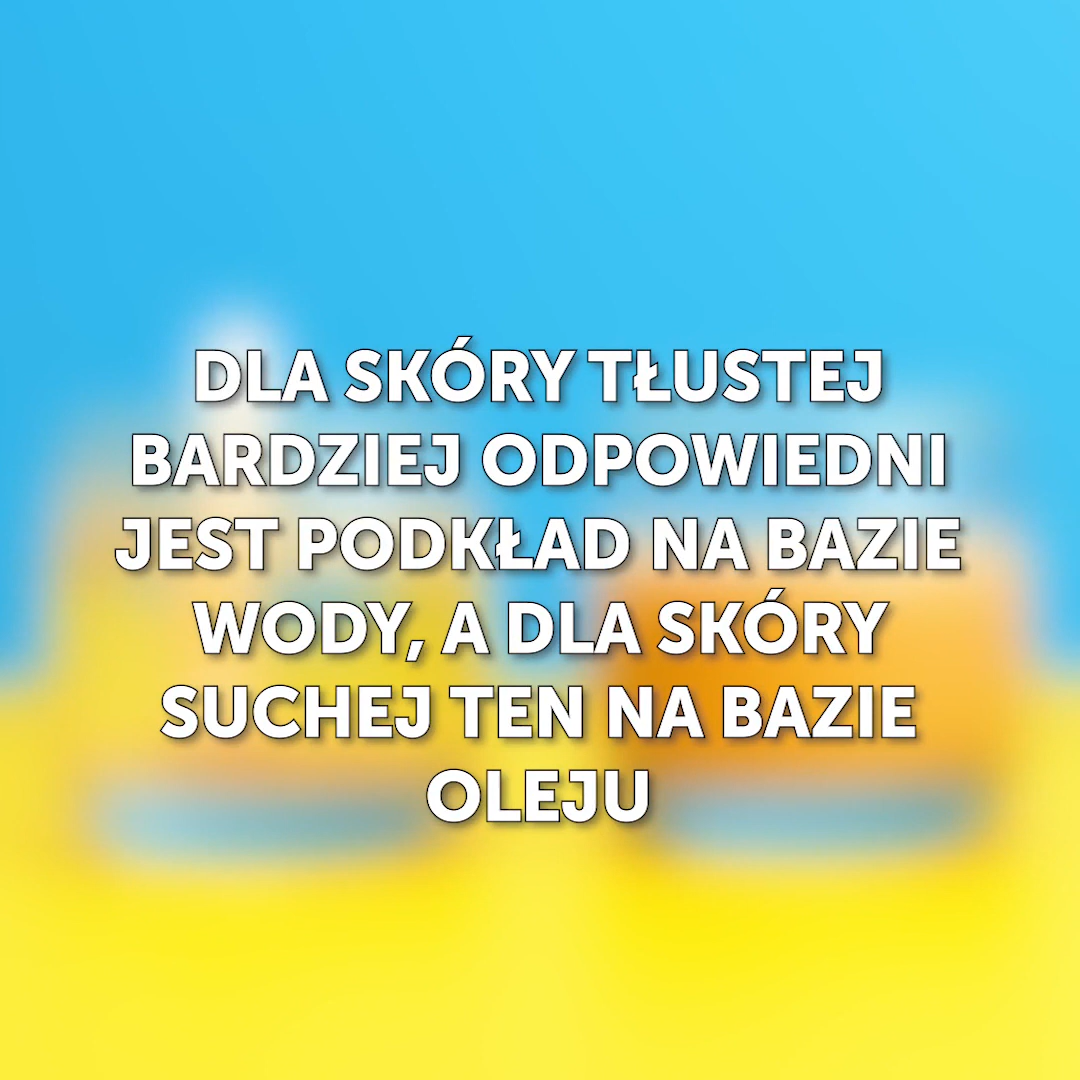 DLA SKÓRY TŁUSTEJ
BARDZIEJ ODPOWIEDNI
JEST PODKŁAD NA BAZIE
WODY, A DLA SKÓRY
SUCHEJ TEN NA BAZIE
OLEJU